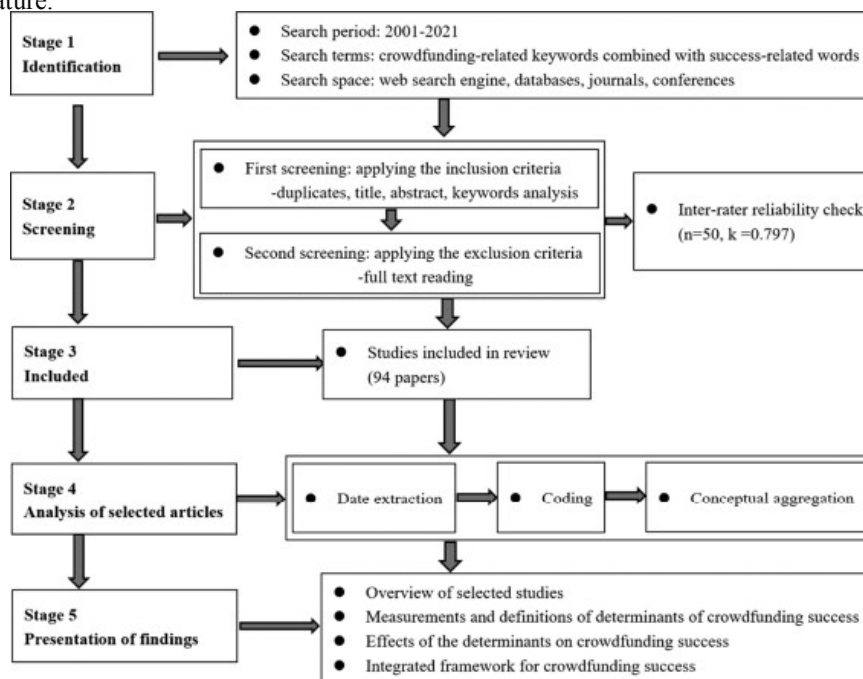 ature.
Stage 1
Identification
● Search period: 2001-2021
● Search terms: crowdfunding-related keywords combined with success-related words
● Search space: web search engine, databases, journals, conferences
Stage 2
Screening
● First screening: applying the inclusion criteria
-duplicates, title, abstract, keywords analysis
● Second screening: applying the exclusion criteria
-full text reading
● Inter-rater reliability check
(n=50, k =0.797)
Stage 3
Included
● Studies included in review
(94 papers)
Stage 4
Analysis of selected articles
● Date extraction
● Coding
● Conceptual aggregation
Stage 5
Presentation of findings
● Overview of selected studies
● Measurements and definitions of determinants of crowdfunding success
● Effects of the determinants on crowdfunding success
● Integrated framework for crowdfunding success